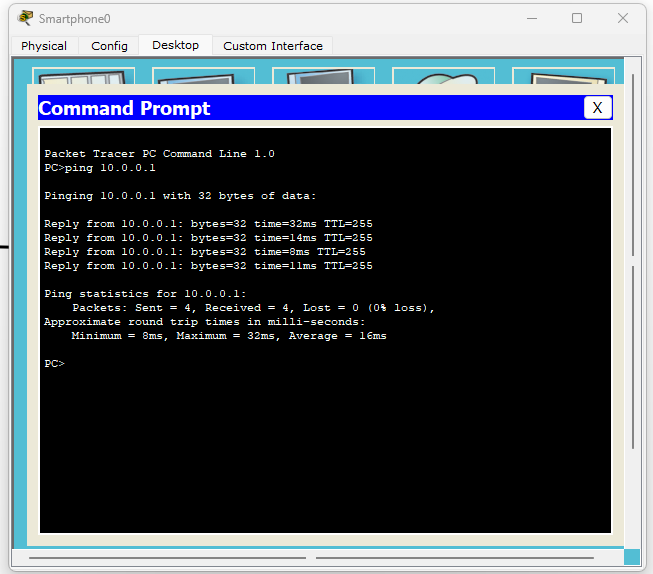 Smartphone0
Physical Config Desktop Custom Interface
Command Prompt X
Packet Tracer PC Command Line 1.0
PC>ping 10.0.0.1
Pinging 10.0.0.1 with 32 bytes of data:
Reply from 10.0.0.1: bytes=32 time=32ms TTL=255
Reply from 10.0.0.1: bytes=32 time=14ms TTL=255
Reply from 10.0.0.1: bytes=32 time=8ms TTL=255
Reply from 10.0.0.1: bytes=32 time=11ms TTL=255
Ping statistics for 10.0.0.1:
    Packets: Sent = 4, Received = 4, Lost = 0 (0% loss),
Approximate round trip times in milli-seconds:
    Minimum = 8ms, Maximum = 32ms, Average = 16ms
PC>